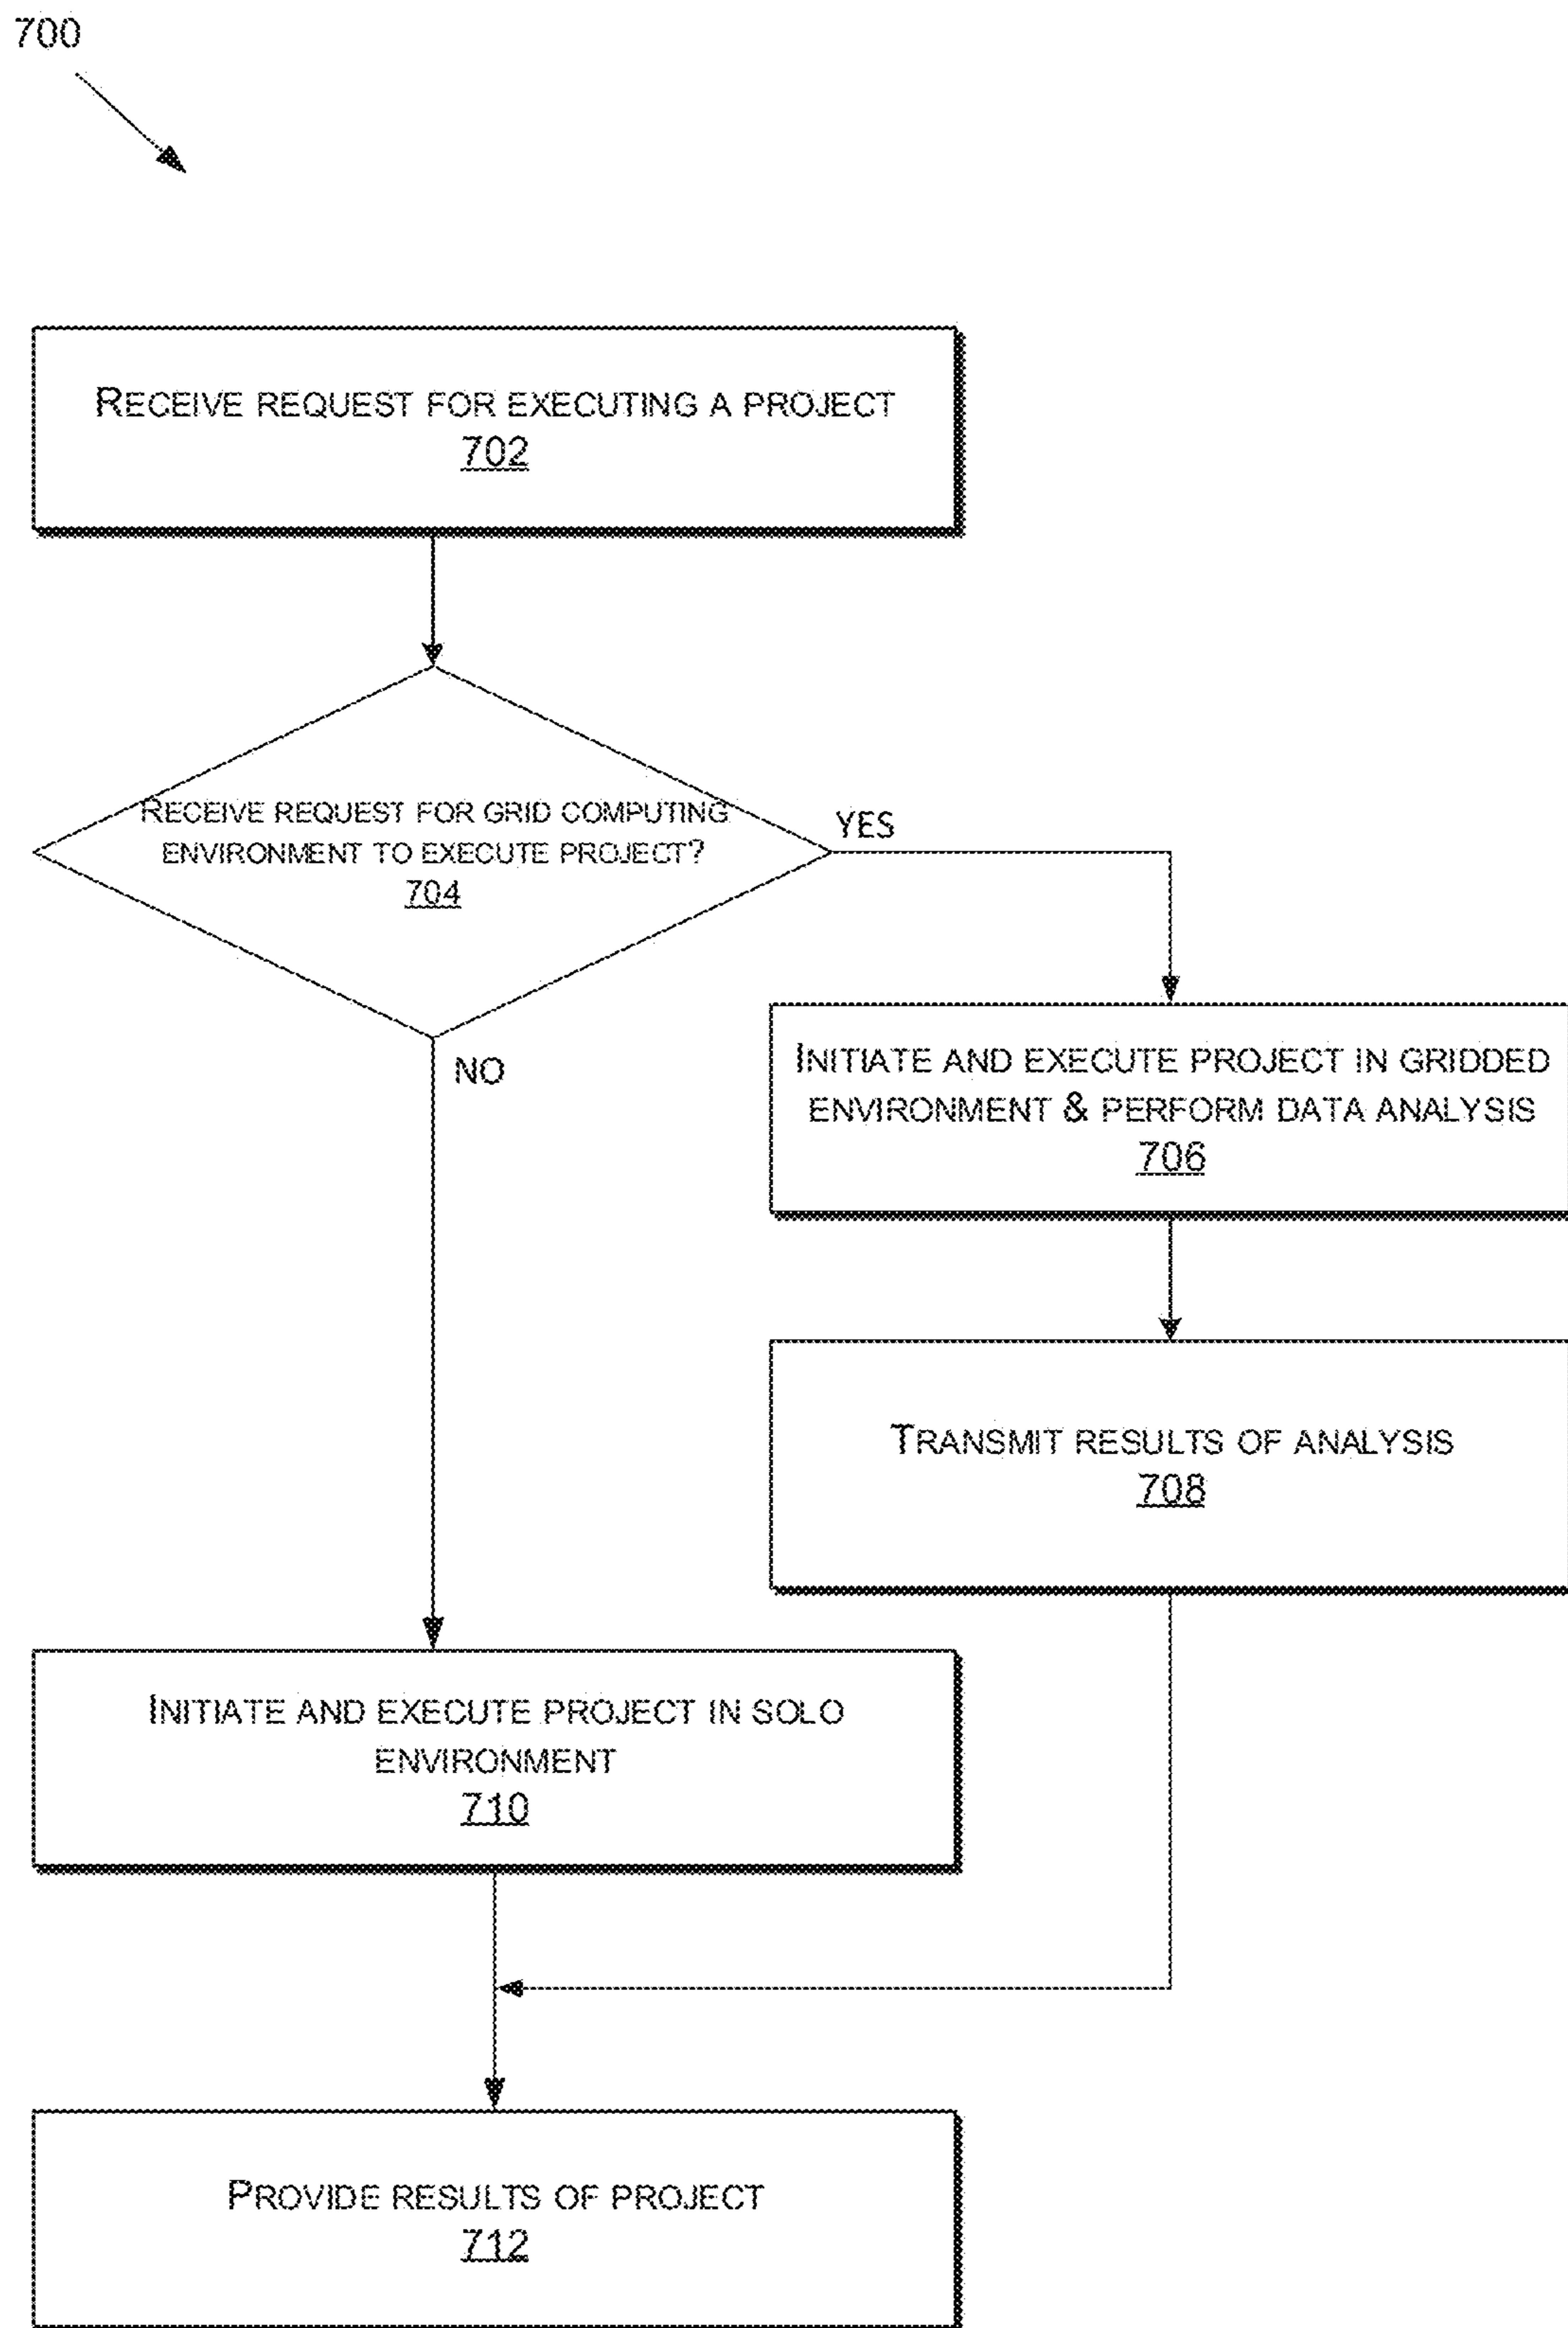 700
RECEIVE REQUEST FOR EXECUTING A PROJECT
702
RECEIVE REQUEST FOR GRID COMPUTING
ENVIRONMENT TO EXECUTE PROJECT?
704
YES
NO
INITIATE AND EXECUTE PROJECT IN GRIDDED
ENVIRONMENT & PERFORM DATA ANALYSIS
706
TRANSMIT RESULTS OF ANALYSIS
708
INITIATE AND EXECUTE PROJECT IN SOLO
ENVIRONMENT
710
PROVIDE RESULTS OF PROJECT
712